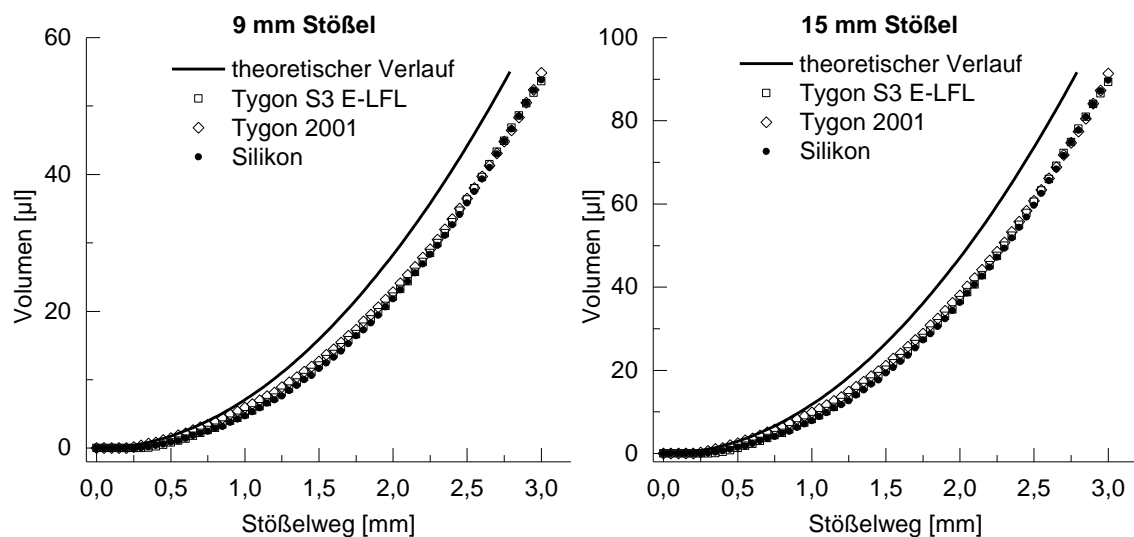 9 mm Stößel
theoretischer Verlauf
Tygon S3 E-LFL
Tygon 2001
Silikon
Volumen [µl]
60
40
20
0
0,0 0,5 1,0 1,5 2,0 2,5 3,0
Stößelweg [mm]
15 mm Stößel
theoretischer Verlauf
Tygon S3 E-LFL
Tygon 2001
Silikon
Volumen [µl]
100
80
60
40
20
0
0,0 0,5 1,0 1,5 2,0 2,5 3,0
Stößelweg [mm]